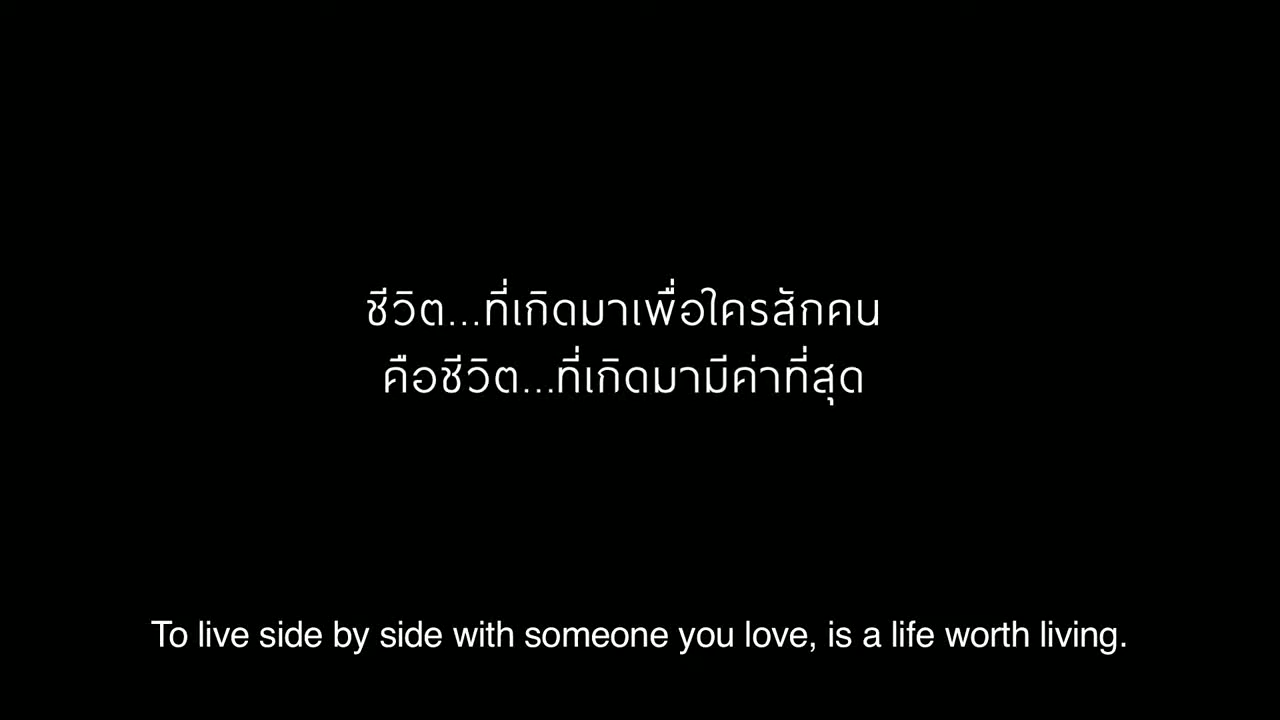 ชีวิต...ที่เกิดมาเพื่อใครสักคน
คือชีวิต...ที่เกิดมามีค่าที่สุด
To live side by side with someone you love, is a life worth living.